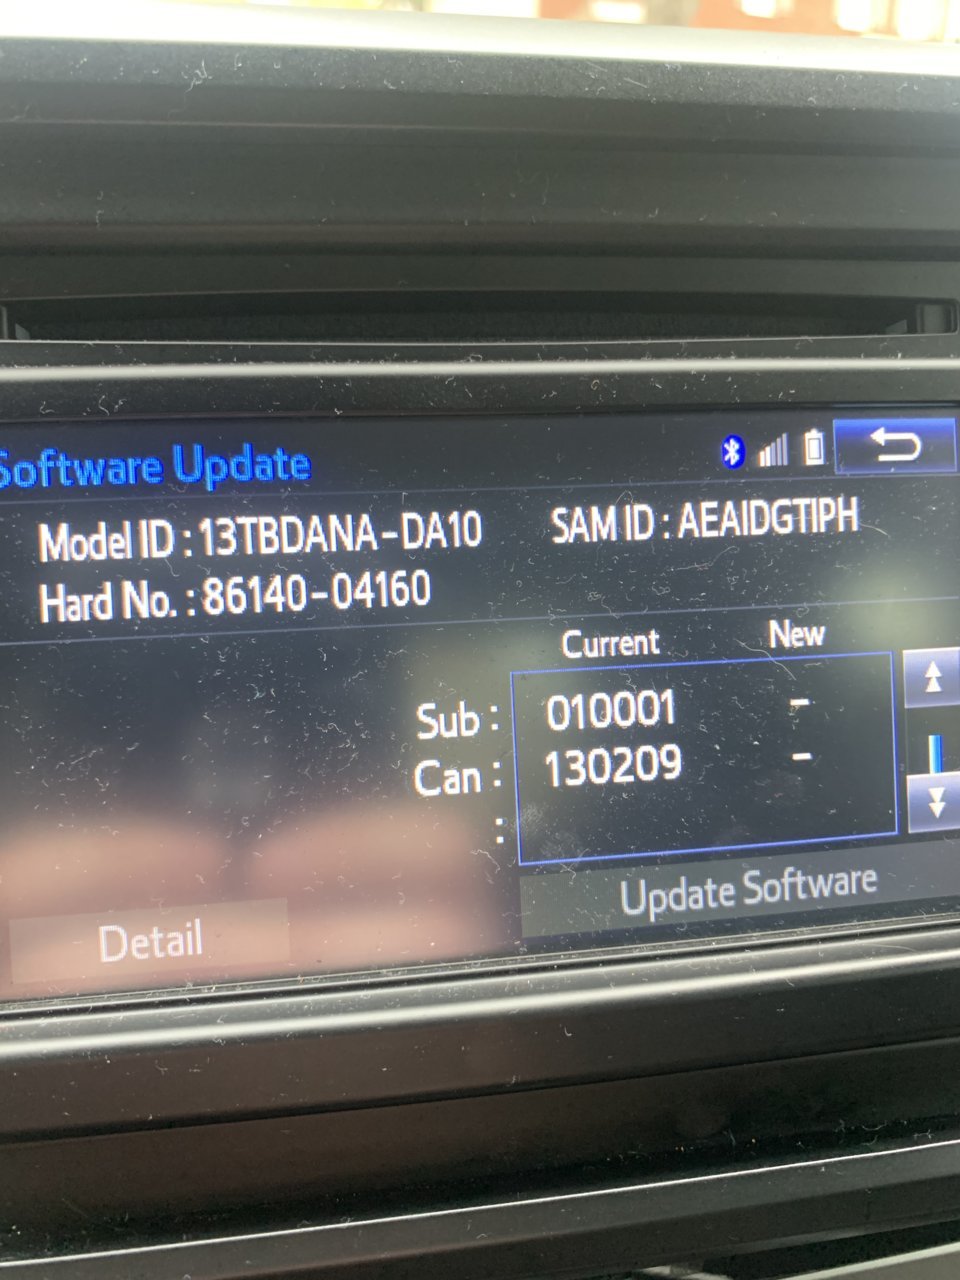 Software Update
Model ID : 13TBDANA-DA10 SAM ID : AEAIDGTIPH
Hard No. : 86140-04160
Current New
Sub : 010001 -
Can : 130209 -
:
Update Software
Detail